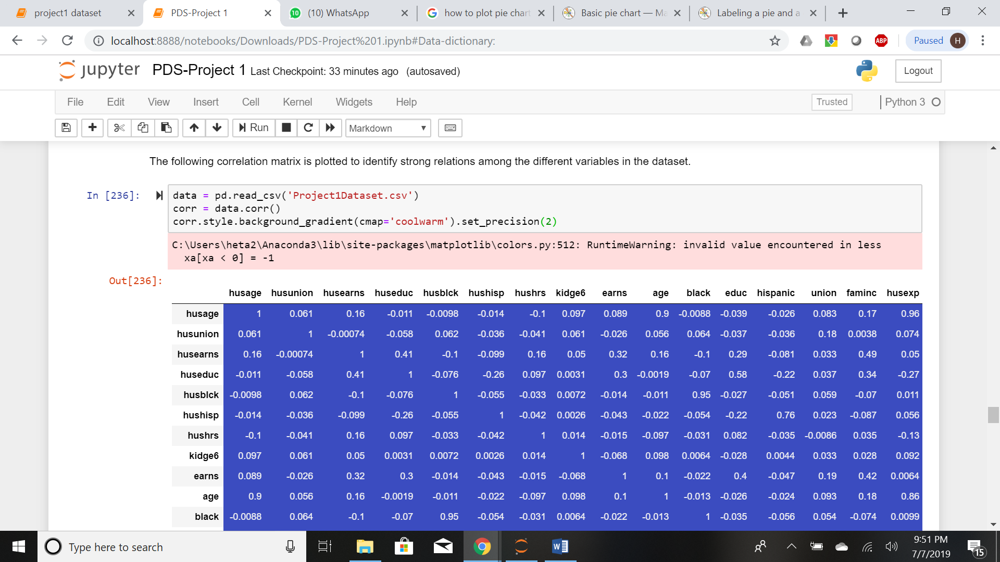 project1 dataset
PDS-Project 1
(10) WhatsApp
how to plot pie chart
Basic pie chart — Ma
Labeling a pie and a
localhost:8888/notebooks/Downloads/PDS-Project%201.ipynb#Data-dictionary:
ABP
Paused H
jupyter PDS-Project 1 Last Checkpoint: 33 minutes ago (autosaved)
Logout
File Edit View Insert Cell Kernel Widgets Help Trusted Python 3
Run Markdown
The following correlation matrix is plotted to identify strong relations among the different variables in the dataset.
In [236]: data = pd.read_csv('Project1Dataset.csv')
corr = data.corr()
corr.style.background_gradient(cmap='coolwarm').set_precision(2)
C:\Users\heta2\Anaconda3\lib\site-packages\matplotlib\colors.py:512: RuntimeWarning: invalid value encountered in less
xa[xa < 0] = -1
Out[236]:
husage husunion husearns huseduc husblck hushisp hushrs kidge6 earns age black educ hispanic union faminc husexp
husage 1 0.061 0.16 -0.011 -0.0098 -0.014 -0.1 0.097 0.089 0.9 -0.0088 -0.039 -0.026 0.083 0.17 0.96
husunion 0.061 1 -0.00074 -0.058 0.062 -0.036 -0.041 0.061 -0.026 0.056 0.064 -0.037 -0.036 0.18 0.0038 0.074
husearns 0.16 -0.00074 1 0.41 -0.1 -0.099 0.16 0.05 0.32 0.16 -0.1 0.29 -0.081 0.033 0.49 0.05
huseduc -0.011 -0.058 0.41 1 -0.076 -0.26 0.097 0.0031 0.3 -0.0019 -0.07 0.58 -0.22 0.037 0.34 -0.27
husblck -0.0098 0.062 -0.1 -0.076 1 -0.055 -0.033 0.0072 -0.014 -0.011 0.95 -0.027 -0.051 0.059 -0.07 0.011
hushisp -0.014 -0.036 -0.099 -0.26 -0.055 1 -0.042 0.0026 -0.043 -0.022 -0.054 -0.22 0.76 0.023 -0.087 0.056
hushrs -0.1 -0.041 0.16 0.097 -0.033 -0.042 1 0.014 -0.015 -0.097 -0.031 0.082 -0.035 -0.0086 0.035 -0.13
kidge6 0.097 0.061 0.05 0.0031 0.0072 0.0026 0.014 1 -0.068 0.098 0.0064 -0.028 0.0044 0.033 0.028 0.092
earns 0.089 -0.026 0.32 0.3 -0.014 -0.043 -0.015 -0.068 1 0.1 -0.022 0.4 -0.047 0.19 0.42 0.0064
age 0.9 0.056 0.16 -0.0019 -0.011 -0.022 -0.097 0.098 0.1 1 -0.013 -0.026 -0.024 0.093 0.18 0.86
black -0.0088 0.064 -0.1 -0.07 0.95 -0.054 -0.031 0.0064 -0.022 -0.013 1 -0.035 -0.056 0.054 -0.074 0.0099
Type here to search
9:51 PM
7/7/2019
15